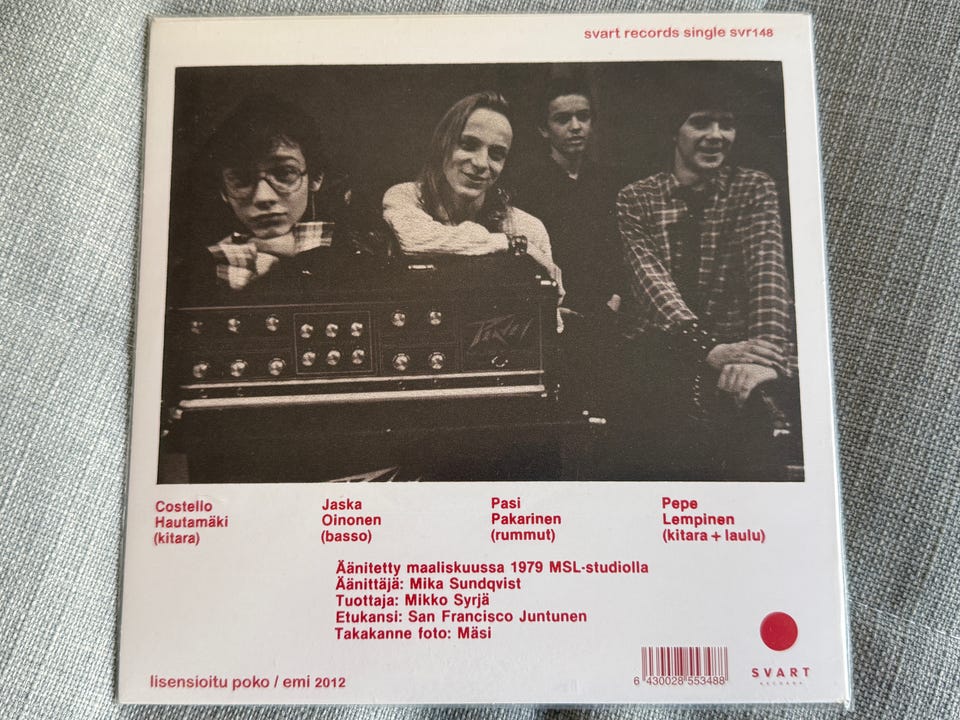 svart records single svr148
PEAVEY
Costello
Hautamäki
(kitara)
Jaska
Oinonen
(basso)
Pasi
Pakarinen
(rummut)
Pepe
Lempinen
(kitara + laulu)
Äänitetty maaliskuussa 1979 MSL-studiolla
Äänittäjä: Mika Sundqvist
Tuottaja: Mikko Syrjä
Etukansi: San Francisco Juntunen
Takakanne foto: Mäsi
lisensioitu poko / emi 2012
6 430028 553488
SVART
RECORDS